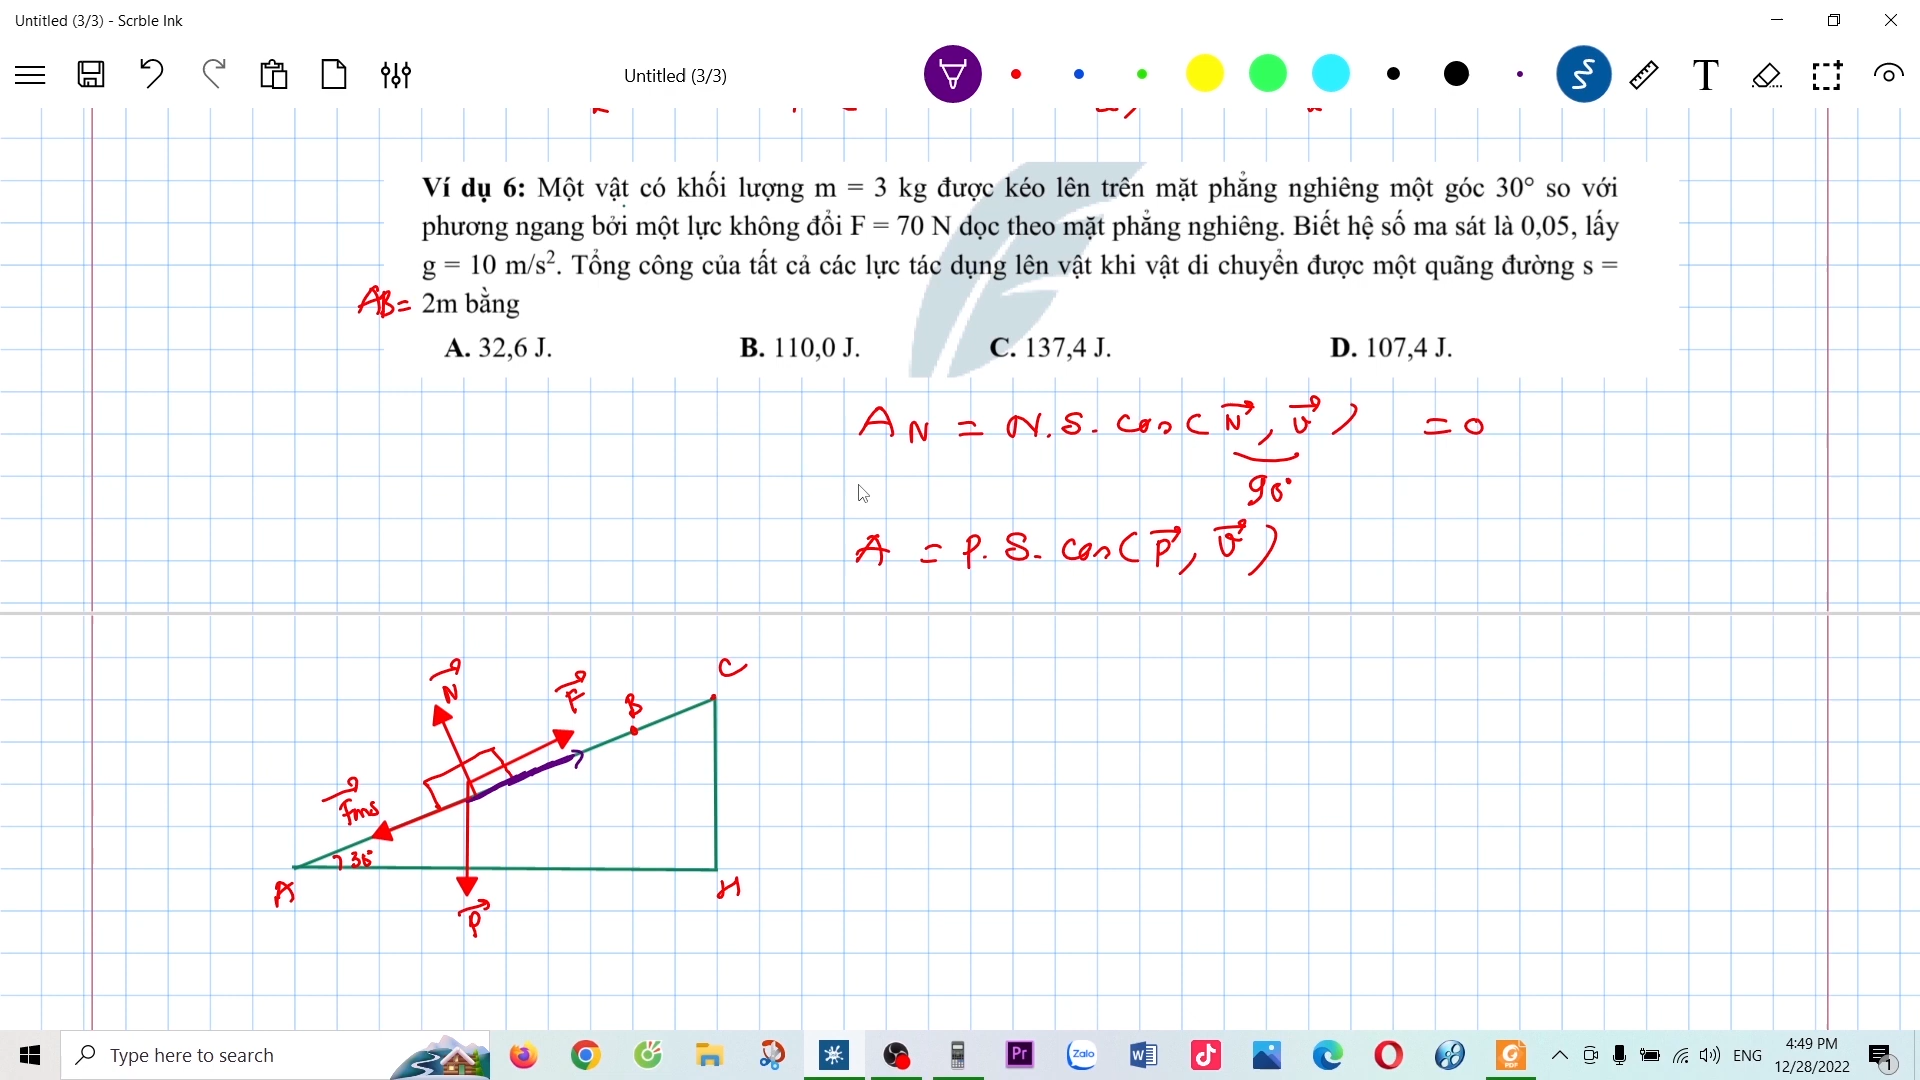 Untitled (3/3) - Scrble Ink
Untitled (3/3)
T
Ví dụ 6: Một vật có khối lượng m = 3 kg được kéo lên trên mặt phẳng nghiêng một góc 30° so với
phương ngang bởi một lực không đổi F = 70 N dọc theo mặt phẳng nghiêng. Biết hệ số ma sát là 0,05, lấy
g = 10 m/s². Tổng công của tất cả các lực tác dụng lên vật khi vật di chuyển được một quãng đường s =
AB = 2m bằng
A. 32,6 J. B. 110,0 J. C. 137,4 J. D. 107,4 J.
A_N = N.S. cos(N⃗, v⃗) = 0
90°
A = P. S. cos(P⃗, v⃗)
C
N⃗
F⃗
B
F⃗ms
30°
A
H
P⃗
Type here to search
Pr
Zalo
ENG
4:49 PM
12/28/2022
1